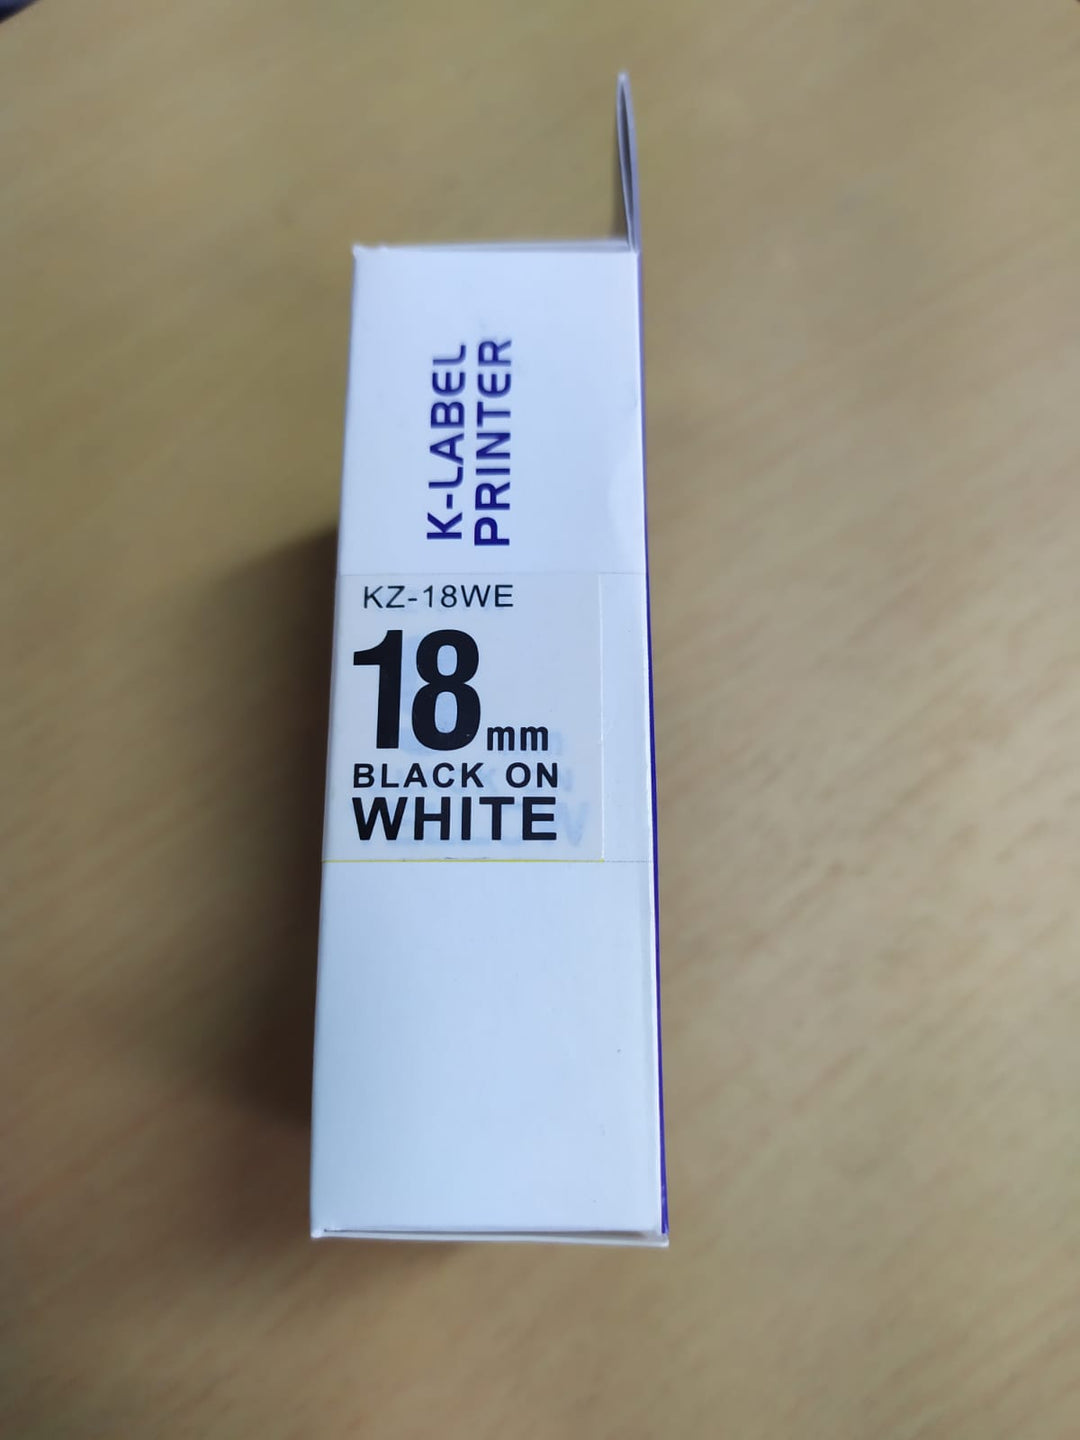 K-LABEL
PRINTER
KZ-18WE
18mm
BLACK ON
WHITE